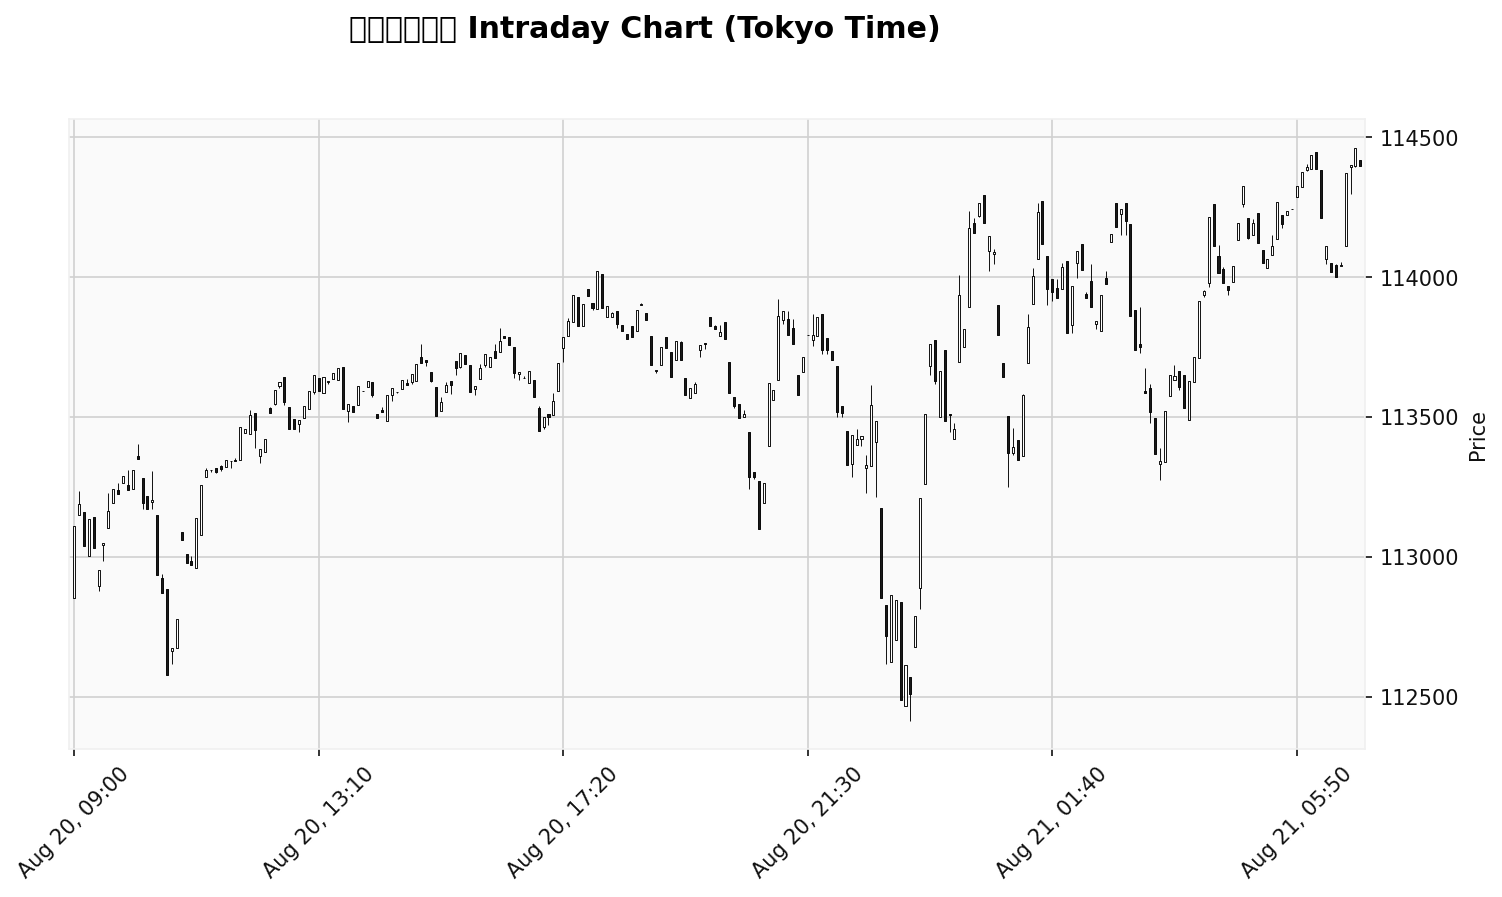 Intraday Chart (Tokyo Time)
114500
114000
113500
113000
112500
Price
Aug 20, 09:00
Aug 20, 13:10
Aug 20, 17:20
Aug 20, 21:30
Aug 21, 01:40
Aug 21, 05:50